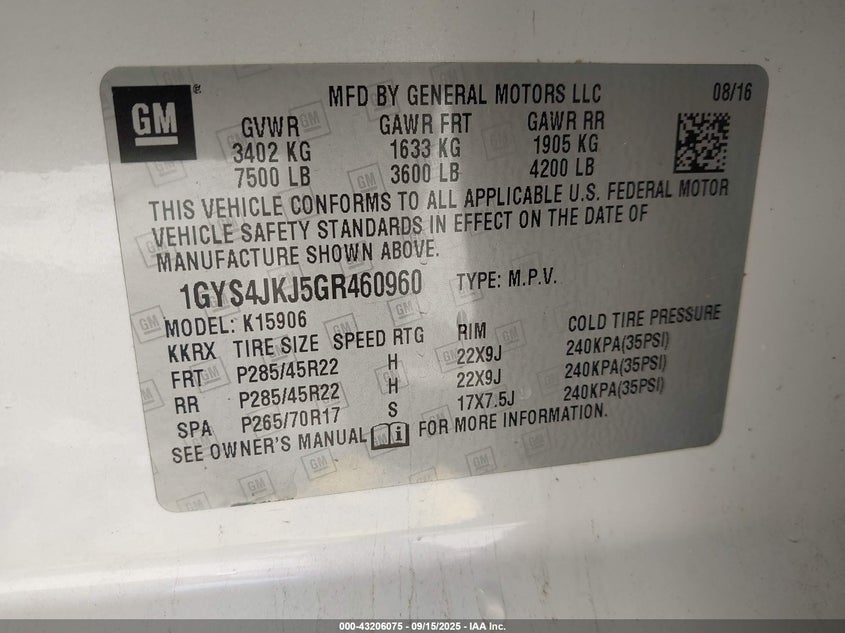 GM
MFD BY GENERAL MOTORS LLC 08/16
GVWR GAWR FRT GAWR RR
3402 KG 1633 KG 1905 KG
7500 LB 3600 LB 4200 LB
THIS VEHICLE CONFORMS TO ALL APPLICABLE U.S. FEDERAL MOTOR
VEHICLE SAFETY STANDARDS IN EFFECT ON THE DATE OF
MANUFACTURE SHOWN ABOVE.
1GYS4JKJ5GR460960 TYPE: M.P.V.
MODEL: K15906
KKRX TIRE SIZE SPEED RTG RIM COLD TIRE PRESSURE
FRT P285/45R22 H 22X9J 240KPA(35PSI)
RR P285/45R22 H 22X9J 240KPA(35PSI)
SPA P265/70R17 S 17X7.5J 240KPA(35PSI)
SEE OWNER'S MANUAL FOR MORE INFORMATION.
000-43206075 - 09/15/2025 - IAA Inc.